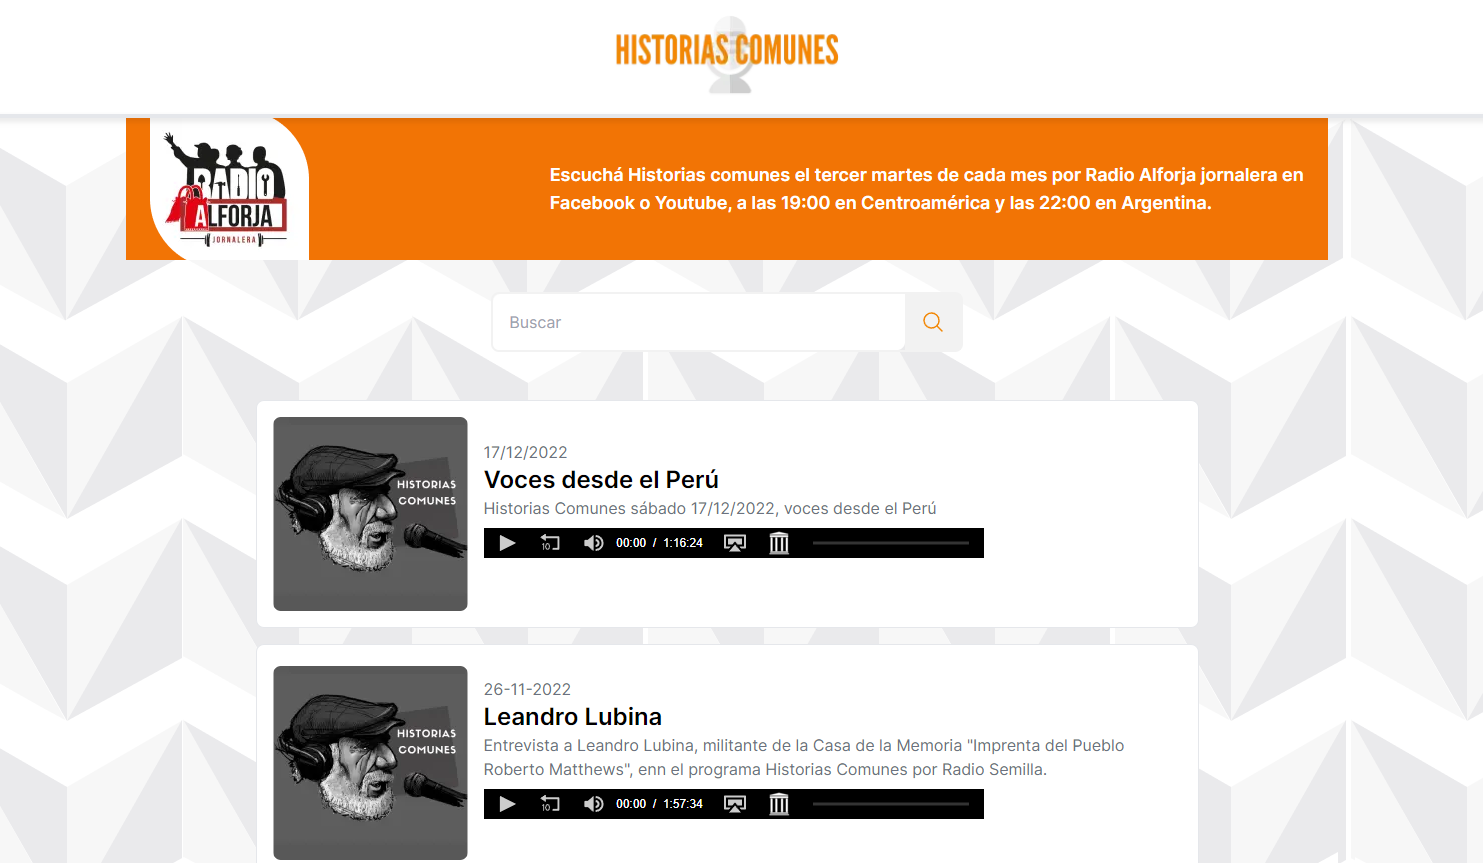 HISTORIAS COMUNES
RADIO
ALFORJA
JORNALERA
Escuchá Historias comunes el tercer martes de cada mes por Radio Alforja jornalera en
Facebook o Youtube, a las 19:00 en Centroamérica y las 22:00 en Argentina.
Buscar
HISTORIAS
COMUNES
17/12/2022
Voces desde el Perú
Historias Comunes sábado 17/12/2022, voces desde el Perú
10 00:00 / 1:16:24
HISTORIAS
COMUNES
26-11-2022
Leandro Lubina
Entrevista a Leandro Lubina, militante de la Casa de la Memoria "Imprenta del Pueblo
Roberto Matthews", enn el programa Historias Comunes por Radio Semilla.
10 00:00 / 1:57:34